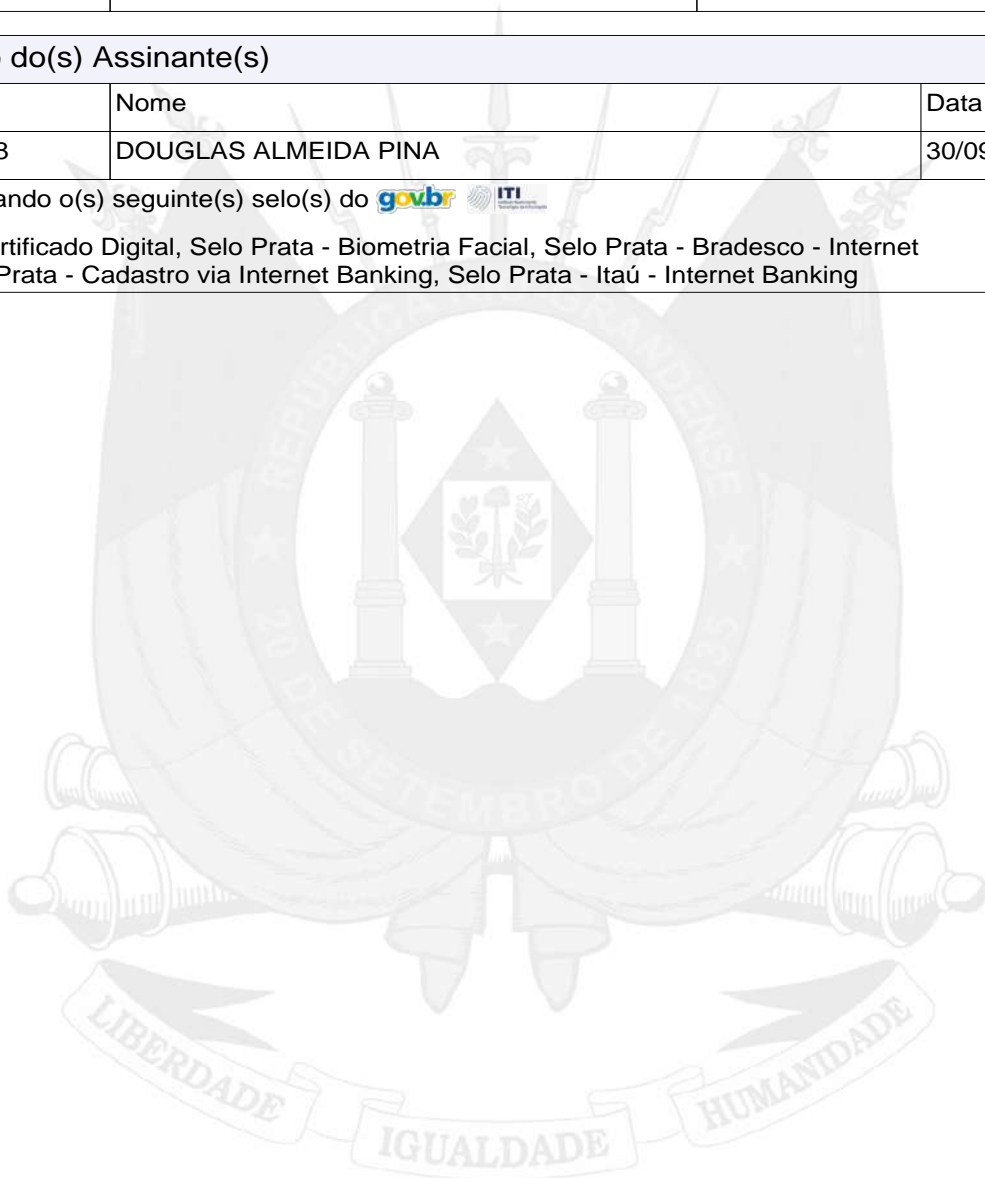 do(s) Assinante(s)
Nome Data
DOUGLAS ALMEIDA PINA 30/09
ando o(s) seguinte(s) selo(s) do gov.br ITI
rtificado Digital, Selo Prata - Biometria Facial, Selo Prata - Bradesco - Internet
Prata - Cadastro via Internet Banking, Selo Prata - Itaú - Internet Banking
REPÚBLICA RIO GRANDENSE
20 DE SETEMBRO DE 1835
LIBERDADE IGUALDADE HUMANIDADE